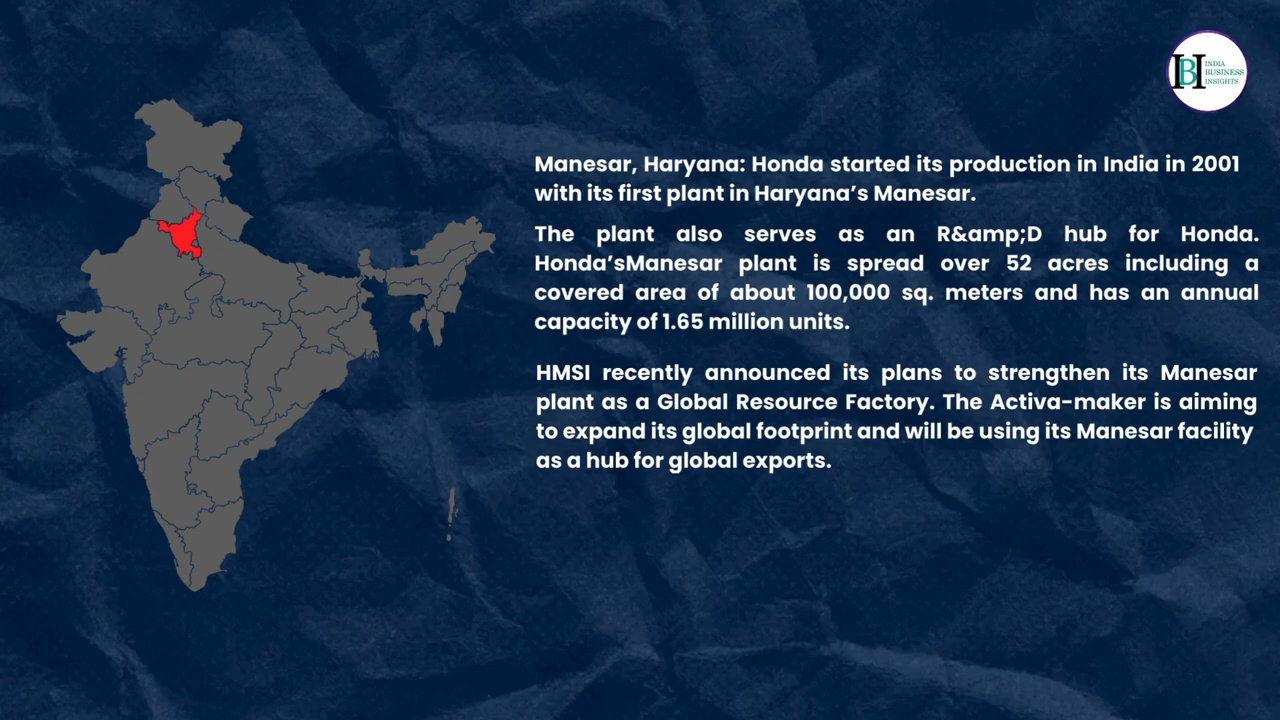 INDIA
BUSINESS
INSIGHTS
IBI
Manesar, Haryana: Honda started its production in India in 2001
with its first plant in Haryana’s Manesar.
The plant also serves as an R&amp;D hub for Honda.
Honda’sManesar plant is spread over 52 acres including a
covered area of about 100,000 sq. meters and has an annual
capacity of 1.65 million units.
HMSI recently announced its plans to strengthen its Manesar
plant as a Global Resource Factory. The Activa-maker is aiming
to expand its global footprint and will be using its Manesar facility
as a hub for global exports.